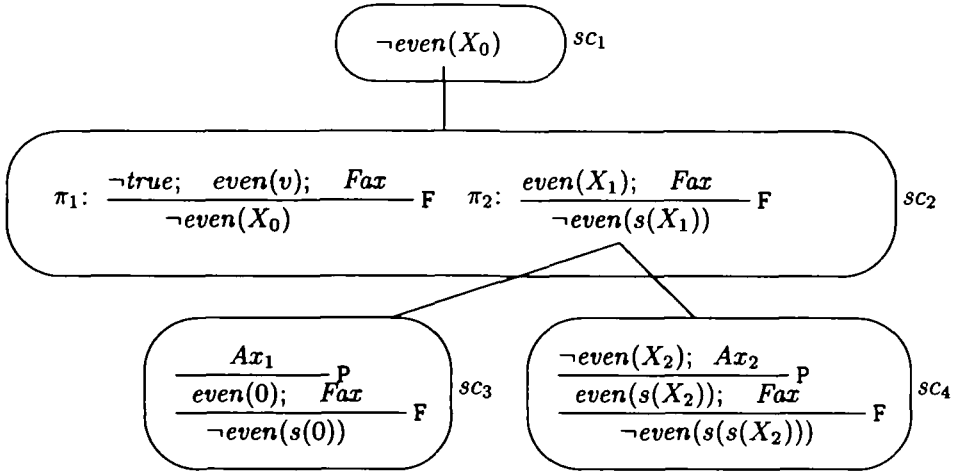 ¬even(X₀) sc₁
π₁: ¬true; even(v); Fax F π₂: even(X₁); Fax F sc₂
¬even(X₀) ¬even(s(X₁))
Ax₁ P ¬even(X₂); Ax₂ P
even(0); Fax F sc₃ even(s(X₂)); Fax F sc₄
¬even(s(0)) ¬even(s(s(X₂)))